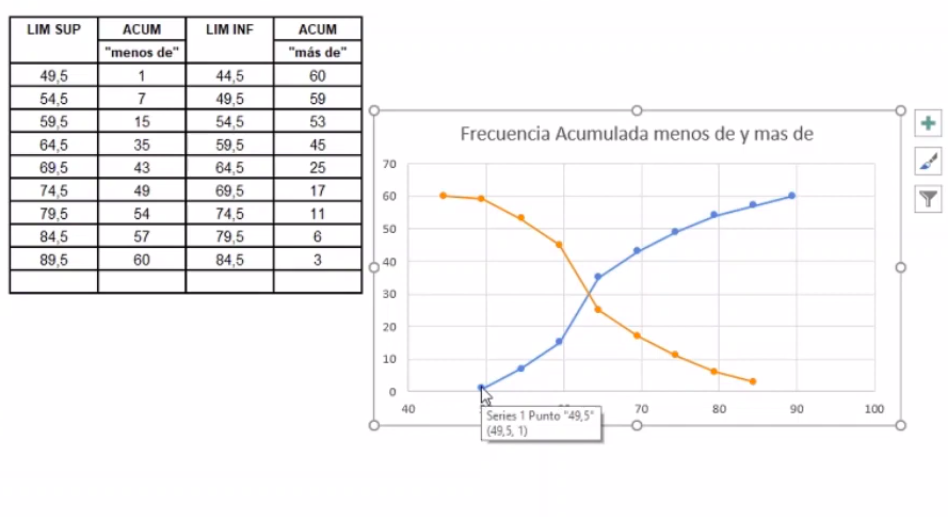 LIM SUP ACUM LIM INF ACUM
"menos de" "más de"
49,5 1 44,5 60
54,5 7 49,5 59
59,5 15 54,5 53
64,5 35 59,5 45
69,5 43 64,5 25
74,5 49 69,5 17
79,5 54 74,5 11
84,5 57 79,5 6
89,5 60 84,5 3
Frecuencia Acumulada menos de y mas de
70
60
50
40
30
20
10
0
40 70 80 90 100
Series 1 Punto "49,5"
(49,5, 1)